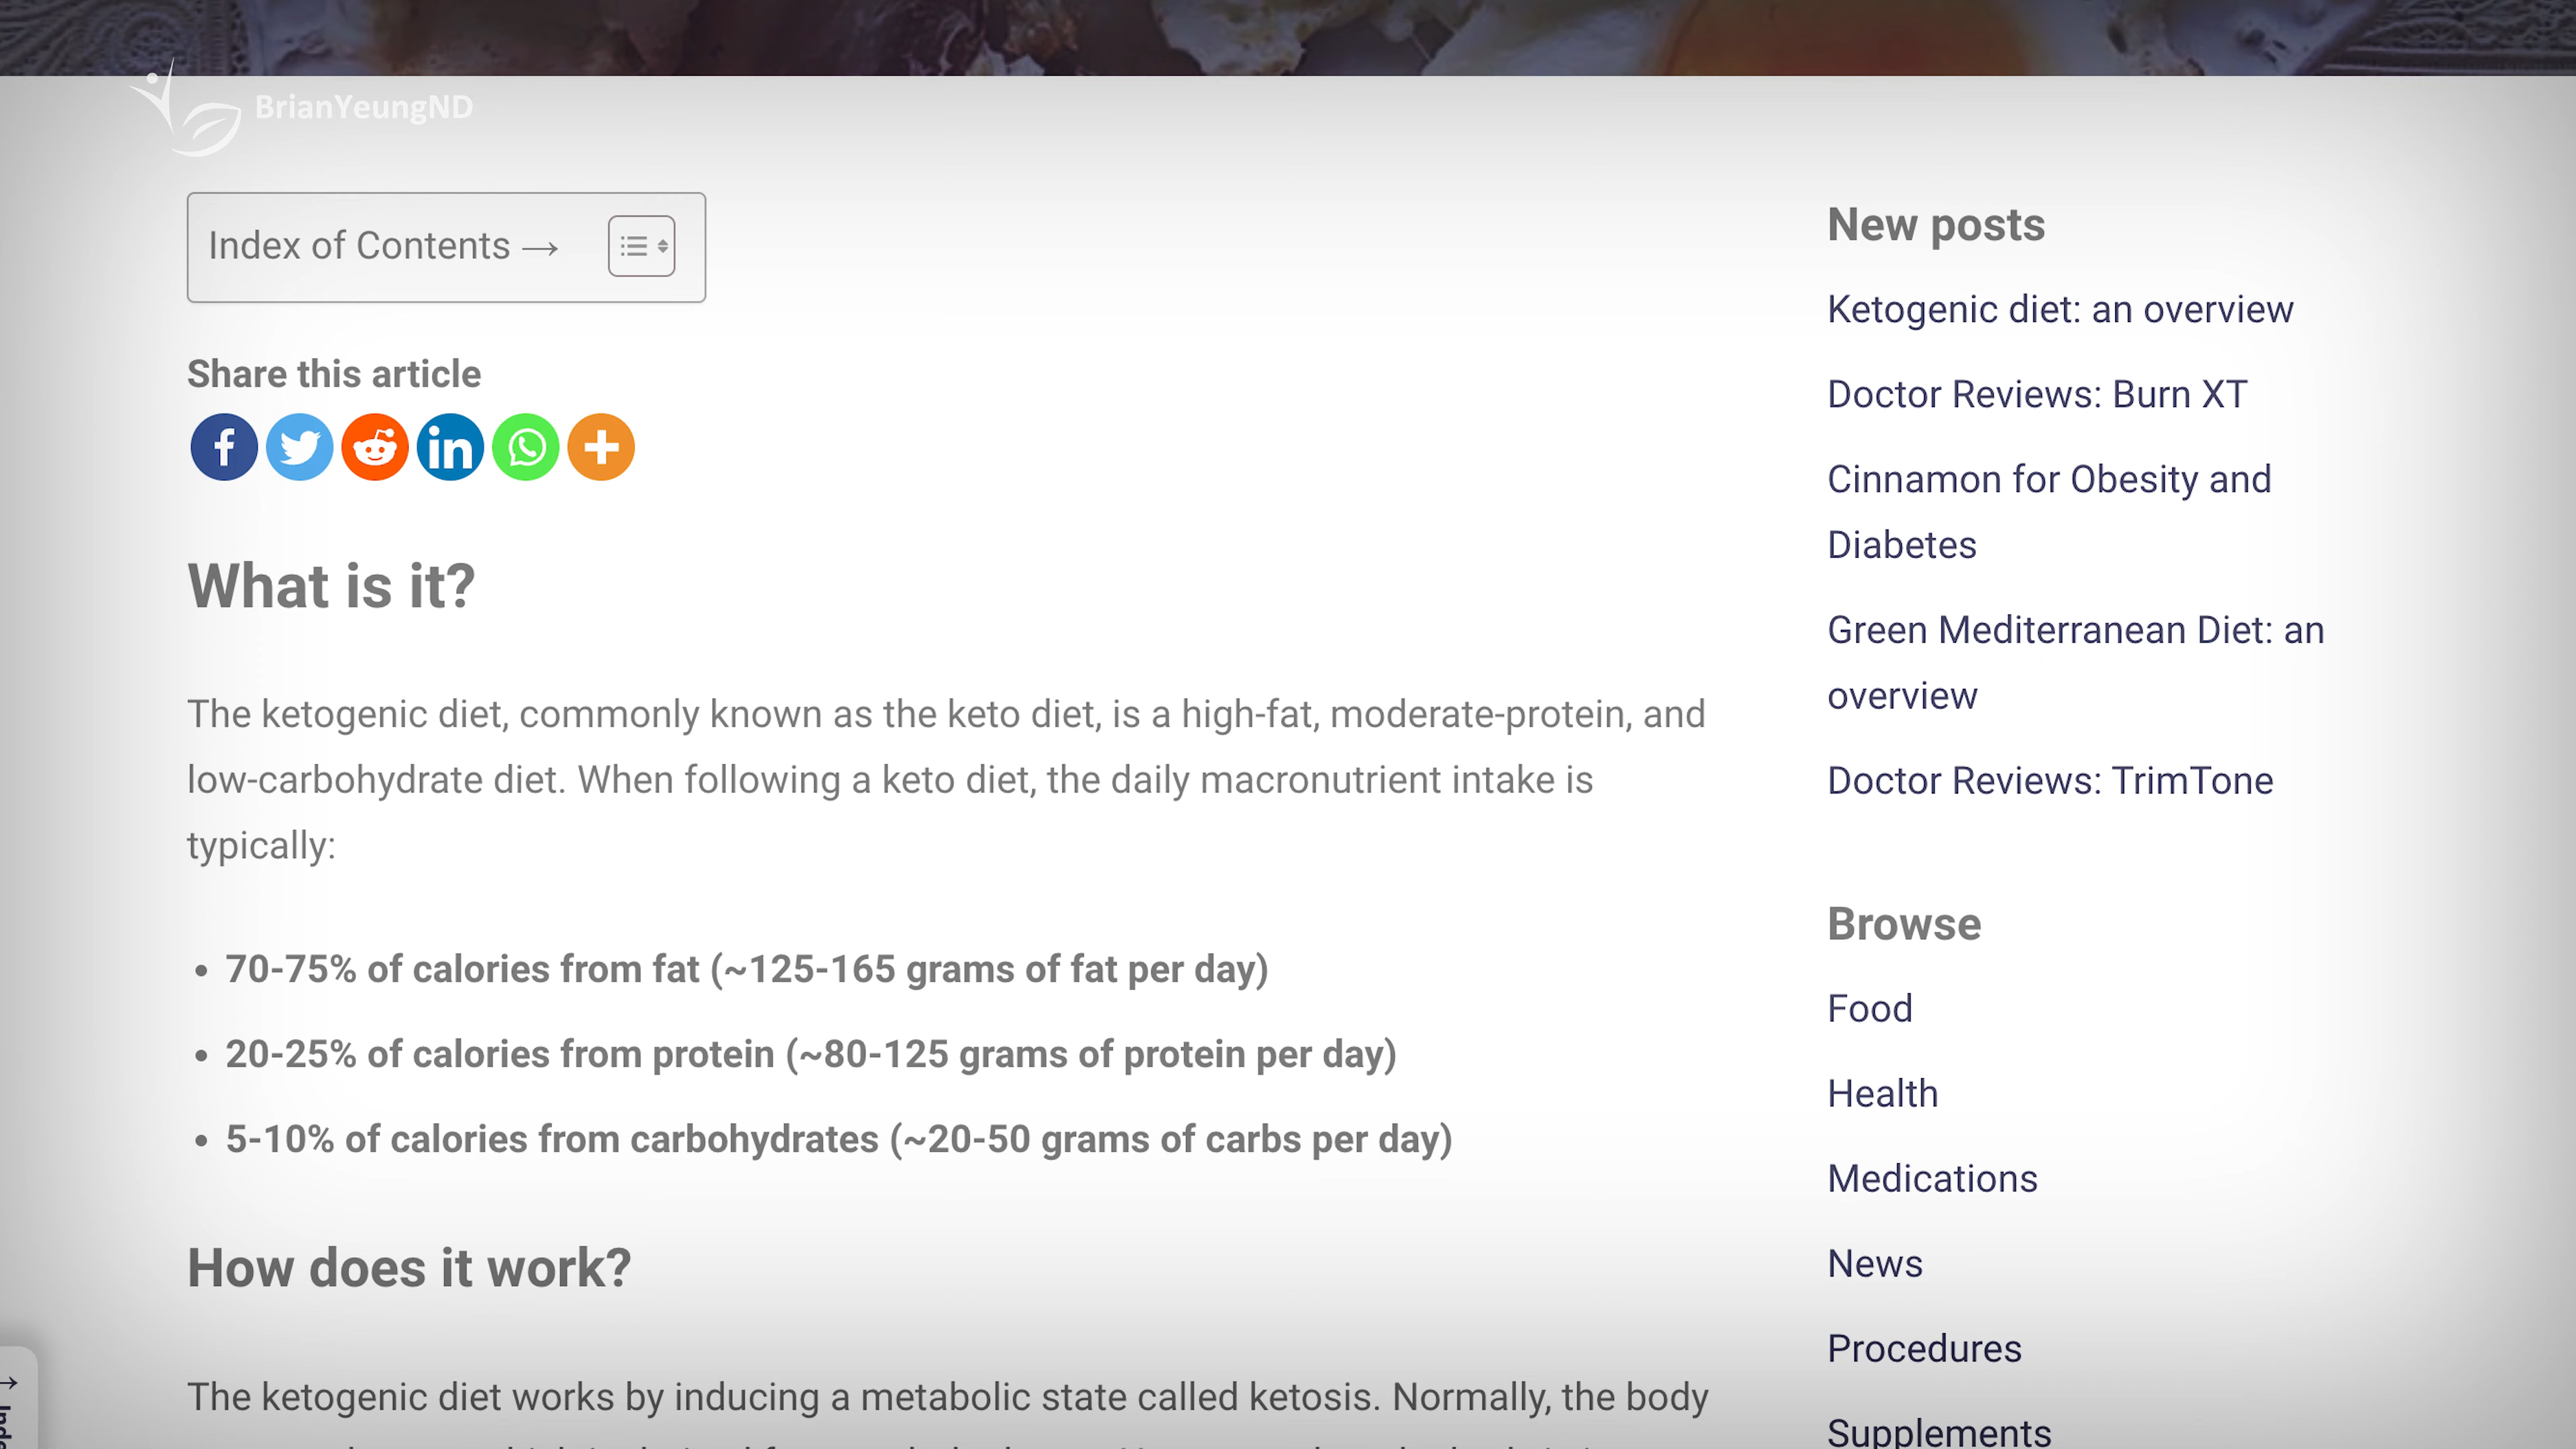 BrianYeungND
Index of Contents →
Share this article
What is it?
The ketogenic diet, commonly known as the keto diet, is a high-fat, moderate-protein, and
low-carbohydrate diet. When following a keto diet, the daily macronutrient intake is
typically:
• 70-75% of calories from fat (~125-165 grams of fat per day)
• 20-25% of calories from protein (~80-125 grams of protein per day)
• 5-10% of calories from carbohydrates (~20-50 grams of carbs per day)
How does it work?
The ketogenic diet works by inducing a metabolic state called ketosis. Normally, the body
New posts
Ketogenic diet: an overview
Doctor Reviews: Burn XT
Cinnamon for Obesity and
Diabetes
Green Mediterranean Diet: an
overview
Doctor Reviews: TrimTone
Browse
Food
Health
Medications
News
Procedures
Supplements